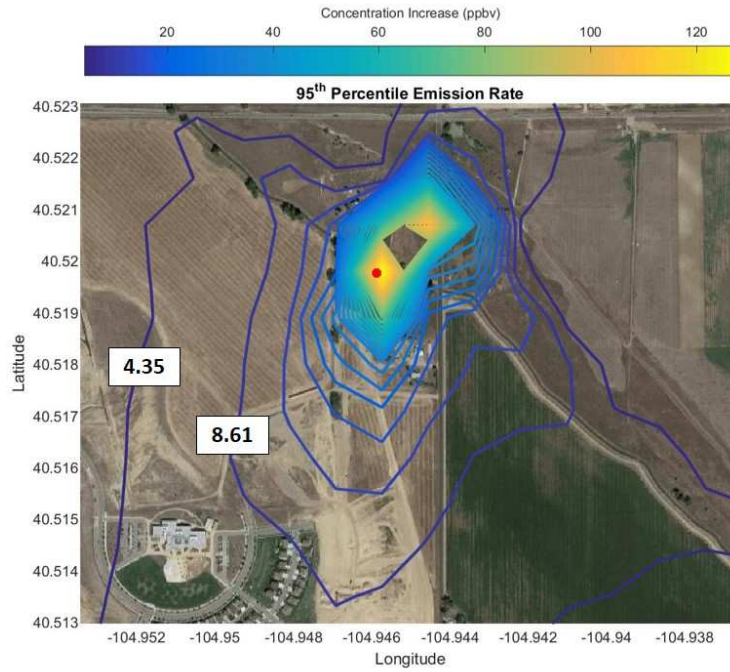 Concentration Increase (ppbv)
20 40 60 80 100 120
95th Percentile Emission Rate
40.523
40.522
40.521
40.52
40.519
40.518
40.517
40.516
40.515
40.514
40.513
Latitude
4.35
8.61
-104.952 -104.95 -104.948 -104.946 -104.944 -104.942 -104.94 -104.938
Longitude